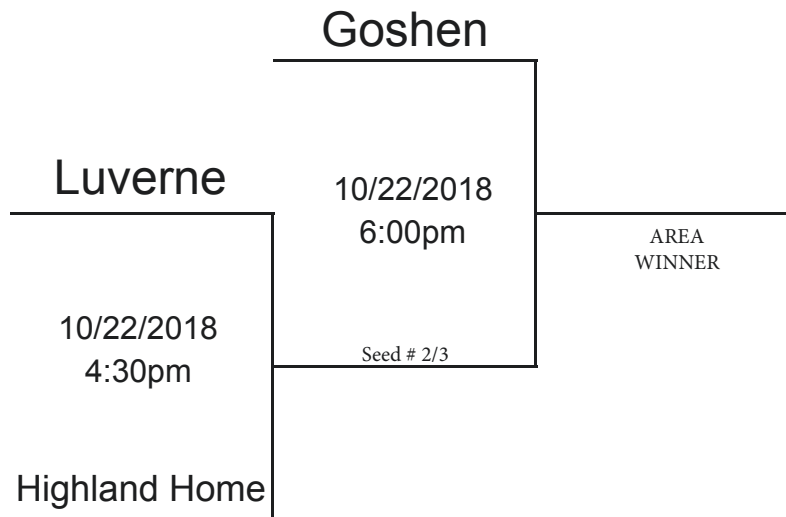 Goshen
Luverne
10/22/2018
6:00pm
AREA
WINNER
10/22/2018
4:30pm
Seed # 2/3
Highland Home